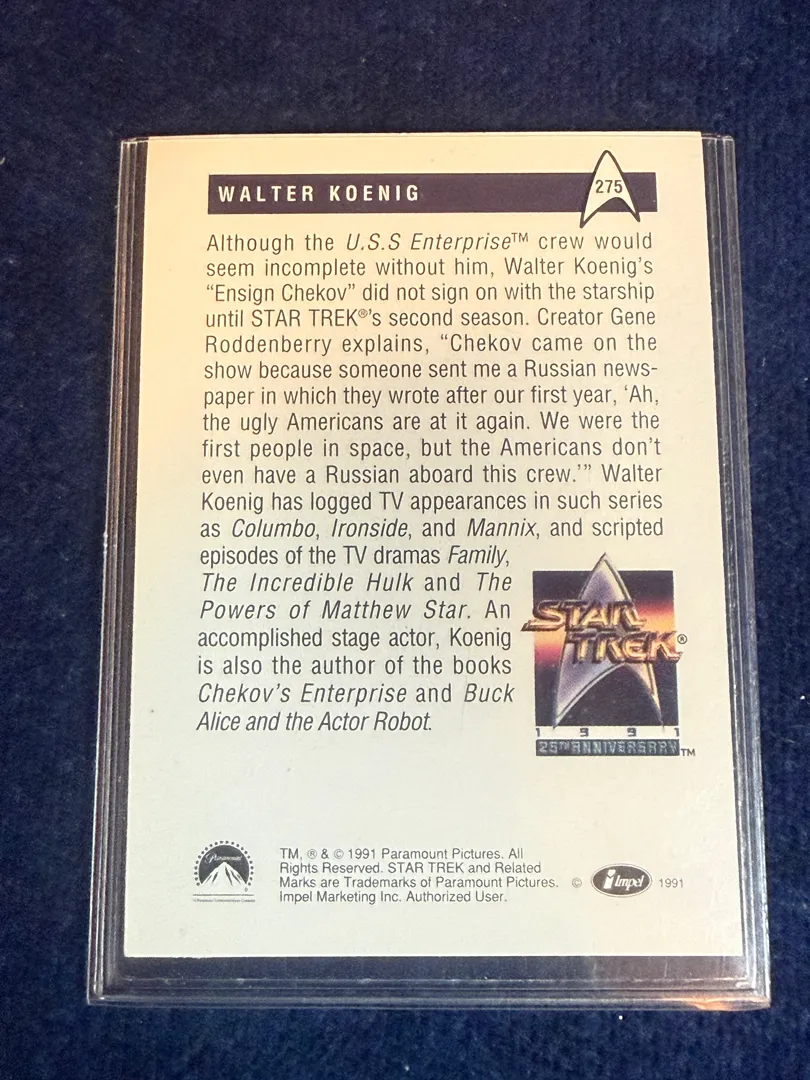 WALTER KOENIG
275
Although the U.S.S Enterprise™ crew would
seem incomplete without him, Walter Koenig's
“Ensign Chekov” did not sign on with the starship
until STAR TREK®'s second season. Creator Gene
Roddenberry explains, “Chekov came on the
show because someone sent me a Russian news-
paper in which they wrote after our first year, ‘Ah,
the ugly Americans are at it again. We were the
first people in space, but the Americans don't
even have a Russian aboard this crew.’” Walter
Koenig has logged TV appearances in such series
as Columbo, Ironside, and Mannix, and scripted
episodes of the TV dramas Family,
The Incredible Hulk and The
Powers of Matthew Star. An
accomplished stage actor, Koenig
is also the author of the books
Chekov's Enterprise and Buck
Alice and the Actor Robot.
STAR
TREK®
1991
25TH ANNIVERSARY™
Paramount
®
TM, ® & © 1991 Paramount Pictures. All
Rights Reserved. STAR TREK and Related
Marks are Trademarks of Paramount Pictures.
Impel Marketing Inc. Authorized User.
© Impel 1991